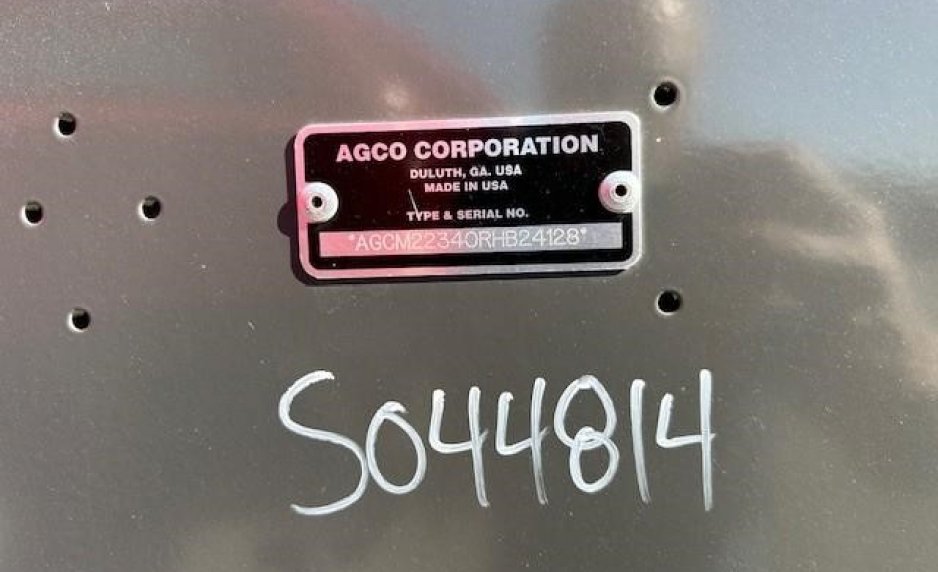 AGCO CORPORATION
DULUTH, GA. USA
MADE IN USA
TYPE & SERIAL NO.
*AGCM22340RHB24128*
S044814